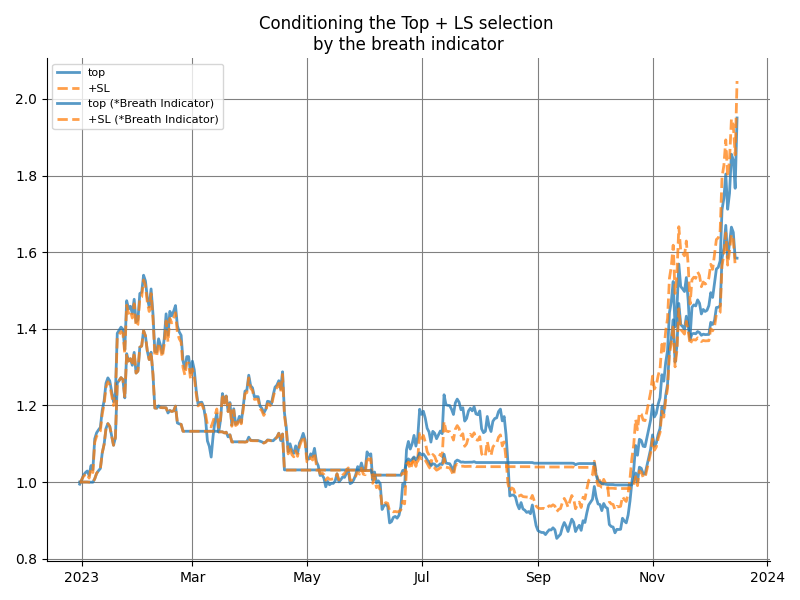 Conditioning the Top + LS selection
by the breath indicator
top
+SL
top (*Breath Indicator)
+SL (*Breath Indicator)
2.0
1.8
1.6
1.4
1.2
1.0
0.8
2023
Mar
May
Jul
Sep
Nov
2024